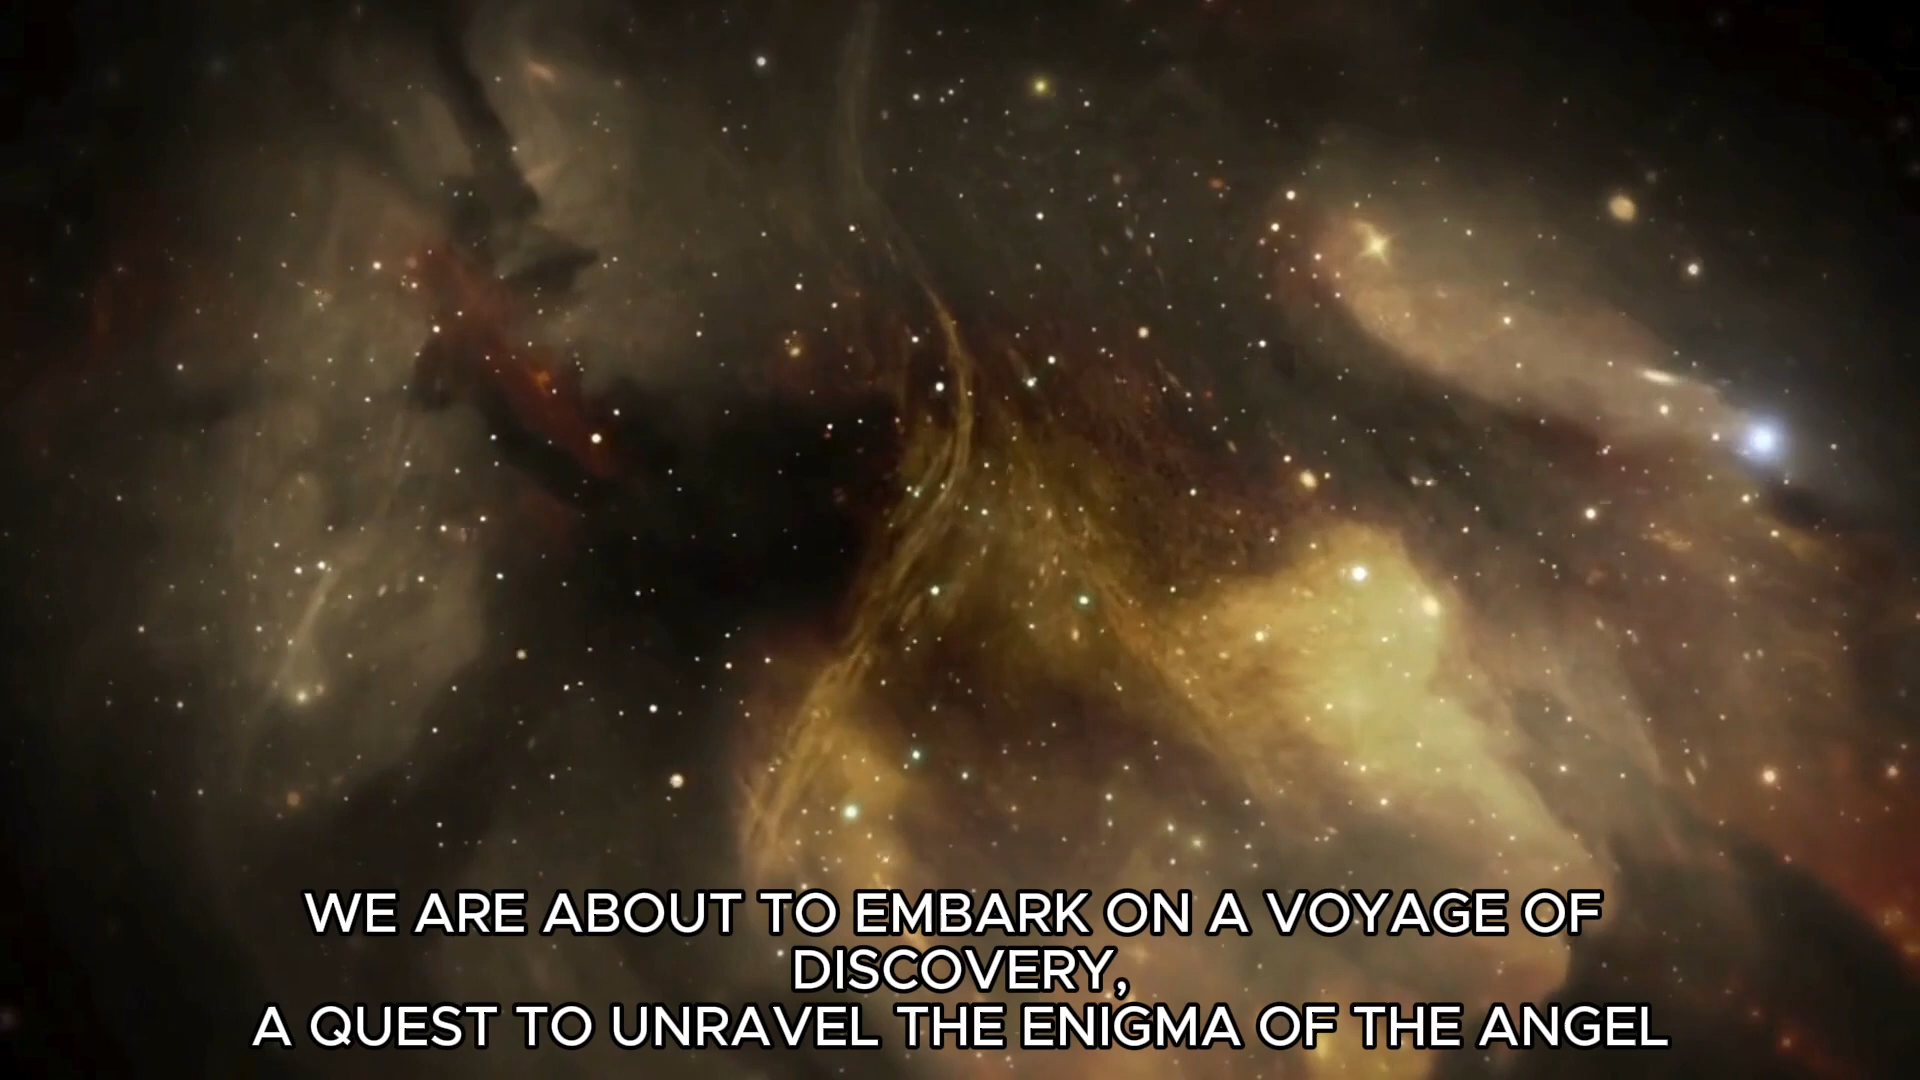 WE ARE ABOUT TO EMBARK ON A VOYAGE OF
DISCOVERY,
A QUEST TO UNRAVEL THE ENIGMA OF THE ANGEL